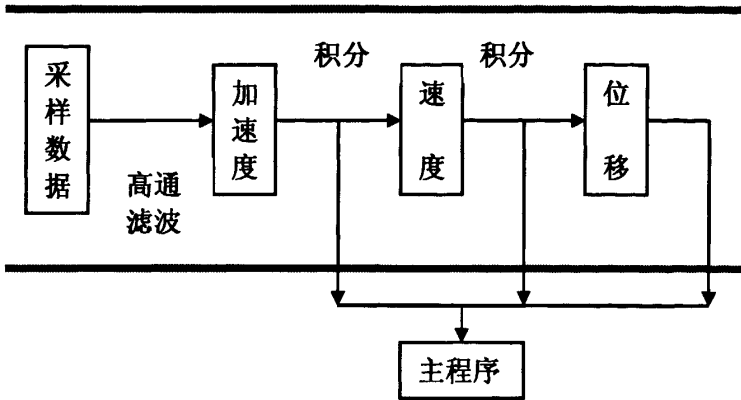 采样数据
高通
滤波
加速度
积分
速度
积分
位移
主程序